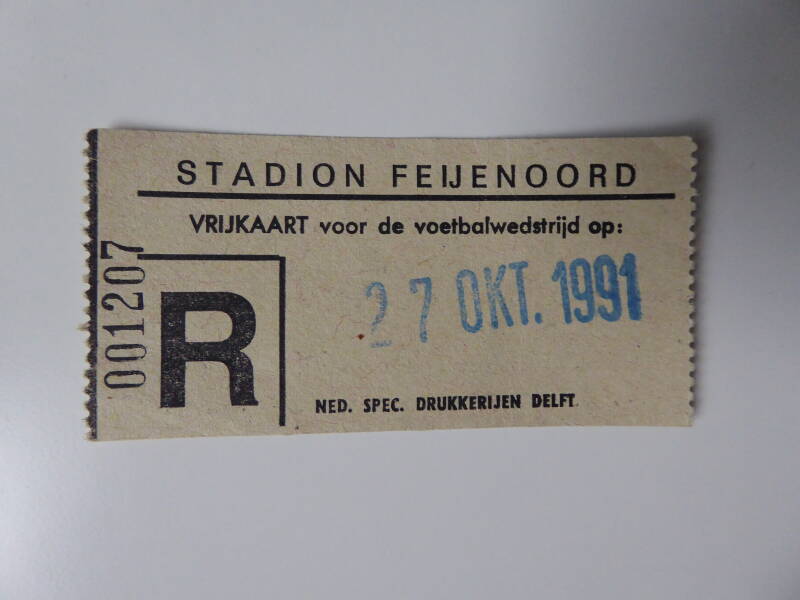 STADION FEIJENOORD
VRIJKAART voor de voetbalwedstrijd op:
27 OKT. 1991
001207
R
NED. SPEC. DRUKKERIJEN DELFT